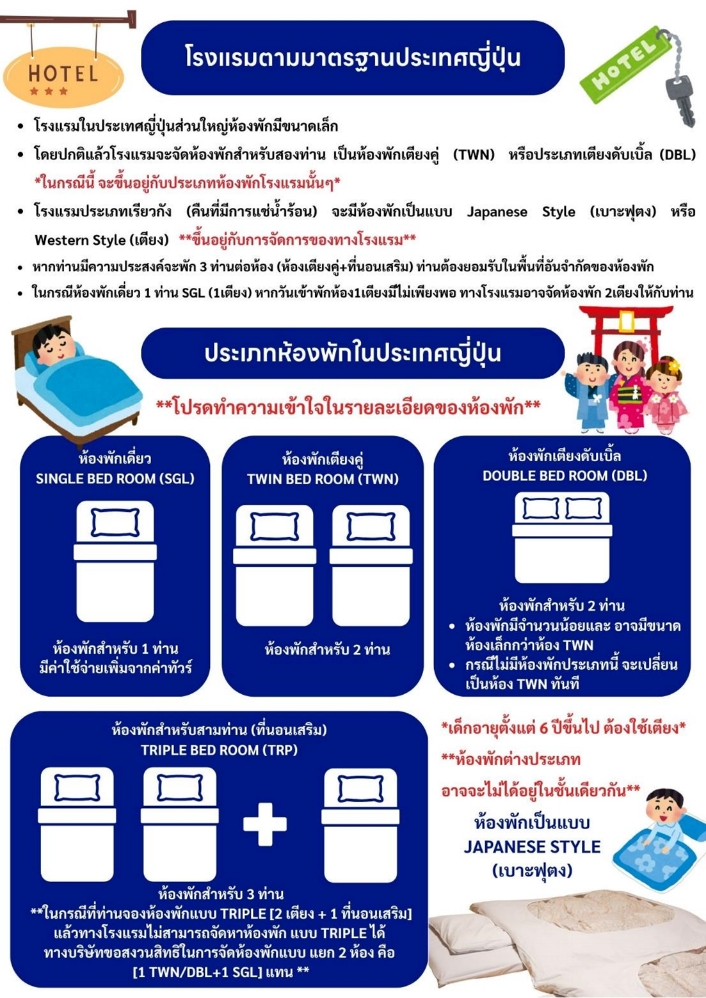 HOTEL
โรงแรมตามมาตรฐานประเทศญี่ปุ่น
HOTEL
• โรงแรมในประเทศญี่ปุ่นส่วนใหญ่ห้องพักมีขนาดเล็ก
• โดยปกติแล้วโรงแรมจะจัดห้องพักสำหรับสองท่าน เป็นห้องพักเตียงคู่ (TWN) หรือประเภทเตียงดับเบิ้ล (DBL)
*ในกรณีนี้ จะขึ้นอยู่กับประเภทห้องพักโรงแรมนั้นๆ*
• โรงแรมประเภทเรียวกัง (คืนที่มีการแช่น้ำร้อน) จะมีห้องพักเป็นแบบ Japanese Style (เบาะฟุตง) หรือ
Western Style (เตียง) **ขึ้นอยู่กับการจัดการของทางโรงแรม**
• หากท่านมีความประสงค์จะพัก 3 ท่านต่อห้อง (ห้องเตียงคู่+ที่นอนเสริม) ท่านต้องยอมรับในพื้นที่อันจำกัดของห้องพัก
• ในกรณีห้องพักเดี่ยว 1 ท่าน SGL (1เตียง) หากวันเข้าพักห้อง1เตียงมีไม่เพียงพอ ทางโรงแรมอาจจัดห้องพัก 2เตียงให้กับท่าน
ประเภทห้องพักในประเทศญี่ปุ่น
**โปรดทำความเข้าใจในรายละเอียดของห้องพัก**
ห้องพักเดี่ยว
SINGLE BED ROOM (SGL)
ห้องพักสำหรับ 1 ท่าน
มีค่าใช้จ่ายเพิ่มจากค่าทัวร์
ห้องพักเตียงคู่
TWIN BED ROOM (TWN)
ห้องพักสำหรับ 2 ท่าน
ห้องพักเตียงดับเบิ้ล
DOUBLE BED ROOM (DBL)
ห้องพักสำหรับ 2 ท่าน
• ห้องพักมีจำนวนน้อยและ อาจมีขนาด
ห้องเล็กกว่าห้อง TWN
• กรณีไม่มีห้องพักประเภทนี้ จะเปลี่ยน
เป็นห้อง TWN ทันที
ห้องพักสำหรับสามท่าน (ที่นอนเสริม)
TRIPLE BED ROOM (TRP)
ห้องพักสำหรับ 3 ท่าน
**ในกรณีที่ท่านจองห้องพักแบบ TRIPLE [2 เตียง + 1 ที่นอนเสริม]
แล้วทางโรงแรมไม่สามารถจัดหาห้องพัก แบบ TRIPLE ได้
ทางบริษัทขอสงวนสิทธิในการจัดห้องพักแบบ แยก 2 ห้อง คือ
[1 TWN/DBL+1 SGL] แทน **
*เด็กอายุตั้งแต่ 6 ปีขึ้นไป ต้องใช้เตียง*
**ห้องพักต่างประเภท
อาจจะไม่ได้อยู่ในชั้นเดียวกัน**
ห้องพักเป็นแบบ
JAPANESE STYLE
(เบาะฟุตง)